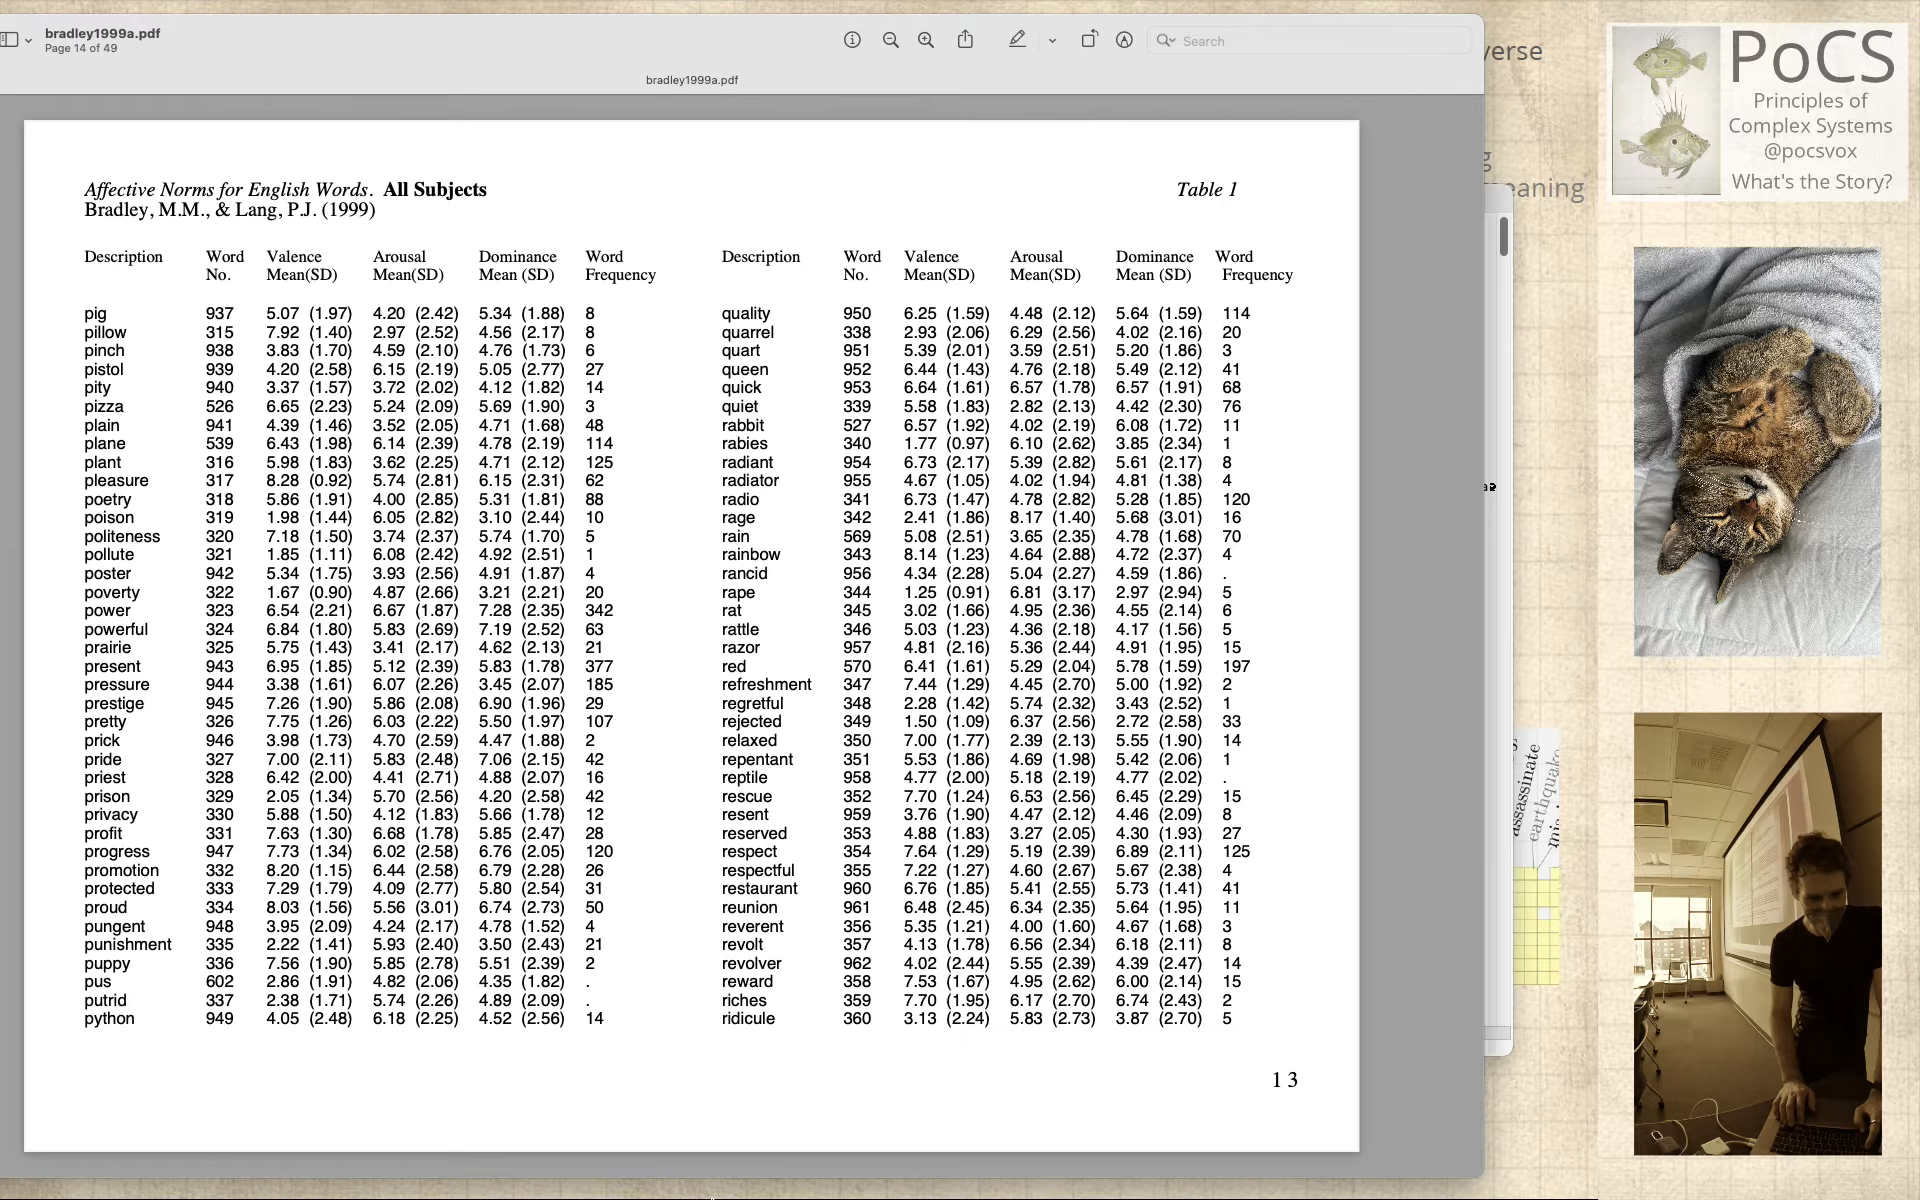 bradley1999a.pdf
Page 14 of 49
Search
bradley1999a.pdf
Affective Norms for English Words. All Subjects Table 1
Bradley, M.M., & Lang, P.J. (1999)
Description Word Valence Arousal Dominance Word Description Word Valence Arousal Dominance Word
No. Mean(SD) Mean(SD) Mean (SD) Frequency No. Mean(SD) Mean(SD) Mean (SD) Frequency
pig 937 5.07 (1.97) 4.20 (2.42) 5.34 (1.88) 8 quality 950 6.25 (1.59) 4.48 (2.12) 5.64 (1.59) 114
pillow 315 7.92 (1.40) 2.97 (2.52) 4.56 (2.17) 8 quarrel 338 2.93 (2.06) 6.29 (2.56) 4.02 (2.16) 20
pinch 938 3.83 (1.70) 4.59 (2.10) 4.76 (1.73) 6 quart 951 5.39 (2.01) 3.59 (2.51) 5.20 (1.86) 3
pistol 939 4.20 (2.58) 6.15 (2.19) 5.05 (2.77) 27 queen 952 6.44 (1.43) 4.76 (2.18) 5.49 (2.12) 41
pity 940 3.37 (1.57) 3.72 (2.02) 4.12 (1.82) 14 quick 953 6.64 (1.61) 6.57 (1.78) 6.57 (1.91) 68
pizza 526 6.65 (2.23) 5.24 (2.09) 5.69 (1.90) 3 quiet 339 5.58 (1.83) 2.82 (2.13) 4.42 (2.30) 76
plain 941 4.39 (1.46) 3.52 (2.05) 4.71 (1.68) 48 rabbit 527 6.57 (1.92) 4.02 (2.19) 6.08 (1.72) 11
plane 539 6.43 (1.98) 6.14 (2.39) 4.78 (2.19) 114 rabies 340 1.77 (0.97) 6.10 (2.62) 3.85 (2.34) 1
plant 316 5.98 (1.83) 3.62 (2.25) 4.71 (2.12) 125 radiant 954 6.73 (2.17) 5.39 (2.82) 5.61 (2.17) 8
pleasure 317 8.28 (0.92) 5.74 (2.81) 6.15 (2.31) 62 radiator 955 4.67 (1.05) 4.02 (1.94) 4.81 (1.38) 4
poetry 318 5.86 (1.91) 4.00 (2.85) 5.31 (1.81) 88 radio 341 6.73 (1.47) 4.78 (2.82) 5.28 (1.85) 120
poison 319 1.98 (1.44) 6.05 (2.82) 3.10 (2.44) 10 rage 342 2.41 (1.86) 8.17 (1.40) 5.68 (3.01) 16
politeness 320 7.18 (1.50) 3.74 (2.37) 5.74 (1.70) 5 rain 569 5.08 (2.51) 3.65 (2.35) 4.78 (1.68) 70
pollute 321 1.85 (1.11) 6.08 (2.42) 4.92 (2.51) 1 rainbow 343 8.14 (1.23) 4.64 (2.88) 4.72 (2.37) 4
poster 942 5.34 (1.75) 3.93 (2.56) 4.91 (1.87) 4 rancid 956 4.34 (2.28) 5.04 (2.27) 4.59 (1.86) .
poverty 322 1.67 (0.90) 4.87 (2.66) 3.21 (2.21) 20 rape 344 1.25 (0.91) 6.81 (3.17) 2.97 (2.94) 5
power 323 6.54 (2.21) 6.67 (1.87) 7.28 (2.35) 342 rat 345 3.02 (1.66) 4.95 (2.36) 4.55 (2.14) 6
powerful 324 6.84 (1.80) 5.83 (2.69) 7.19 (2.52) 63 rattle 346 5.03 (1.23) 4.36 (2.18) 4.17 (1.56) 5
prairie 325 5.75 (1.43) 3.41 (2.17) 4.62 (2.13) 21 razor 957 4.81 (2.16) 5.36 (2.44) 4.91 (1.95) 15
present 943 6.95 (1.85) 5.12 (2.39) 5.83 (1.78) 377 red 570 6.41 (1.61) 5.29 (2.04) 5.78 (1.59) 197
pressure 944 3.38 (1.61) 6.07 (2.26) 3.45 (2.07) 185 refreshment 347 7.44 (1.29) 4.45 (2.70) 5.00 (1.92) 2
prestige 945 7.26 (1.90) 5.86 (2.08) 6.90 (1.96) 29 regretful 348 2.28 (1.42) 5.74 (2.32) 3.43 (2.52) 1
pretty 326 7.75 (1.26) 6.03 (2.22) 5.50 (1.97) 107 rejected 349 1.50 (1.09) 6.37 (2.56) 2.72 (2.58) 33
prick 946 3.98 (1.73) 4.70 (2.59) 4.47 (1.88) 2 relaxed 350 7.00 (1.77) 2.39 (2.13) 5.55 (1.90) 14
pride 327 7.00 (2.11) 5.83 (2.48) 7.06 (2.15) 42 repentant 351 5.53 (1.86) 4.69 (1.98) 5.42 (2.06) 1
priest 328 6.42 (2.00) 4.41 (2.71) 4.88 (2.07) 16 reptile 958 4.77 (2.00) 5.18 (2.19) 4.77 (2.02) .
prison 329 2.05 (1.34) 5.70 (2.56) 4.20 (2.58) 42 rescue 352 7.70 (1.24) 6.53 (2.56) 6.45 (2.29) 15
privacy 330 5.88 (1.50) 4.12 (1.83) 5.66 (1.78) 12 resent 959 3.76 (1.90) 4.47 (2.12) 4.46 (2.09) 8
profit 331 7.63 (1.30) 6.68 (1.78) 5.85 (2.47) 28 reserved 353 4.88 (1.83) 3.27 (2.05) 4.30 (1.93) 27
progress 947 7.73 (1.34) 6.02 (2.58) 6.76 (2.05) 120 respect 354 7.64 (1.29) 5.19 (2.39) 6.89 (2.11) 125
promotion 332 8.20 (1.15) 6.44 (2.58) 6.79 (2.28) 26 respectful 355 7.22 (1.27) 4.60 (2.67) 5.67 (2.38) 4
protected 333 7.29 (1.79) 4.09 (2.77) 5.80 (2.54) 31 restaurant 960 6.76 (1.85) 5.41 (2.55) 5.73 (1.41) 41
proud 334 8.03 (1.56) 5.56 (3.01) 6.74 (2.73) 50 reunion 961 6.48 (2.45) 6.34 (2.35) 5.64 (1.95) 11
pungent 948 3.95 (2.09) 4.24 (2.17) 4.78 (1.52) 4 reverent 356 5.35 (1.21) 4.00 (1.60) 4.67 (1.68) 3
punishment 335 2.22 (1.41) 5.93 (2.40) 3.50 (2.43) 21 revolt 357 4.13 (1.78) 6.56 (2.34) 6.18 (2.11) 8
puppy 336 7.56 (1.90) 5.85 (2.78) 5.51 (2.39) 2 revolver 962 4.02 (2.44) 5.55 (2.39) 4.39 (2.47) 14
pus 602 2.86 (1.91) 4.82 (2.06) 4.35 (1.82) . reward 358 7.53 (1.67) 4.95 (2.62) 6.00 (2.14) 15
putrid 337 2.38 (1.71) 5.74 (2.26) 4.89 (2.09) . riches 359 7.70 (1.95) 6.17 (2.70) 6.74 (2.43) 2
python 949 4.05 (2.48) 6.18 (2.25) 4.52 (2.56) 14 ridicule 360 3.13 (2.24) 5.83 (2.73) 3.87 (2.70) 5
13
verse
eaning
assassinate
earthquake
PoCS
Principles of
Complex Systems
@pocsvox
What's the Story?